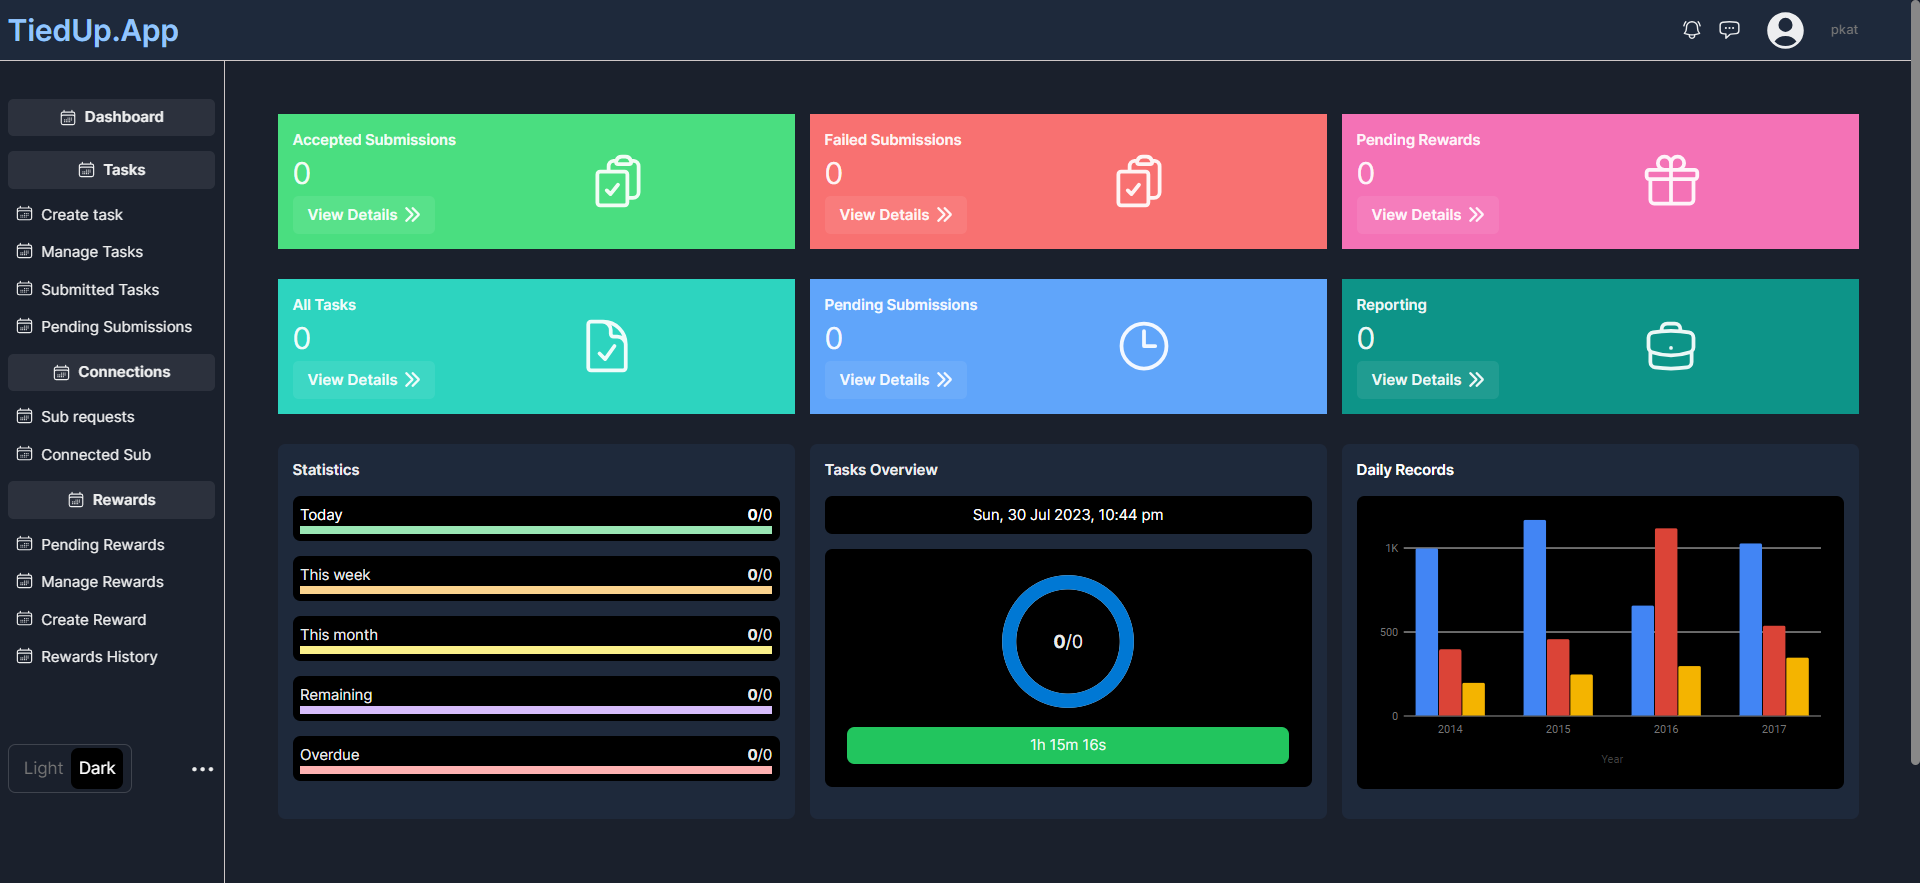 TiedUp.App
pkat
Dashboard
Tasks
Create task
Manage Tasks
Submitted Tasks
Pending Submissions
Connections
Sub requests
Connected Sub
Rewards
Pending Rewards
Manage Rewards
Create Reward
Rewards History
Light Dark
Accepted Submissions
0
View Details
Failed Submissions
0
View Details
Pending Rewards
0
View Details
All Tasks
0
View Details
Pending Submissions
0
View Details
Reporting
0
View Details
Statistics
Today 0/0
This week 0/0
This month 0/0
Remaining 0/0
Overdue 0/0
Tasks Overview
Sun, 30 Jul 2023, 10:44 pm
0/0
1h 15m 16s
Daily Records
1K
500
0
2014 2015 2016 2017
Year